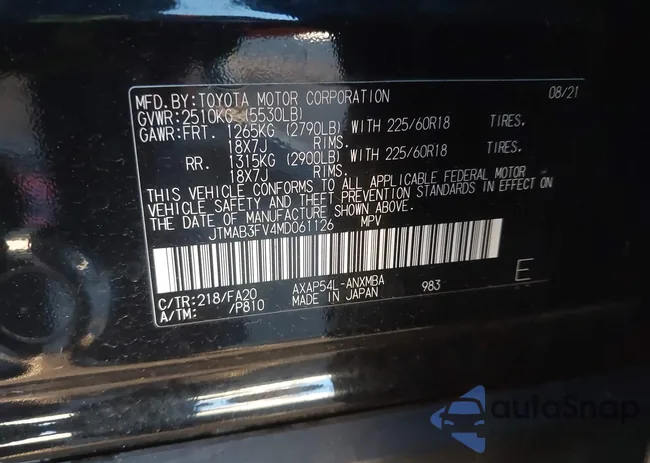 MFD.BY:TOYOTA MOTOR CORPORATION 08/21
GVWR:2510KG (5530LB)
GAWR:FRT. 1265KG (2790LB) WITH 225/60R18 TIRES.
18X7J RIMS.
RR. 1315KG (2900LB) WITH 225/60R18 TIRES.
18X7J RIMS.
THIS VEHICLE CONFORMS TO ALL APPLICABLE FEDERAL MOTOR
VEHICLE SAFETY AND THEFT PREVENTION STANDARDS IN EFFECT ON
THE DATE OF MANUFACTURE SHOWN ABOVE.
JTMAB3FV4MD061126 MPV
C/TR:218/FA20 AXAP54L-ANXMBA 983 E
A/TM: /P810 MADE IN JAPAN
autoSnap